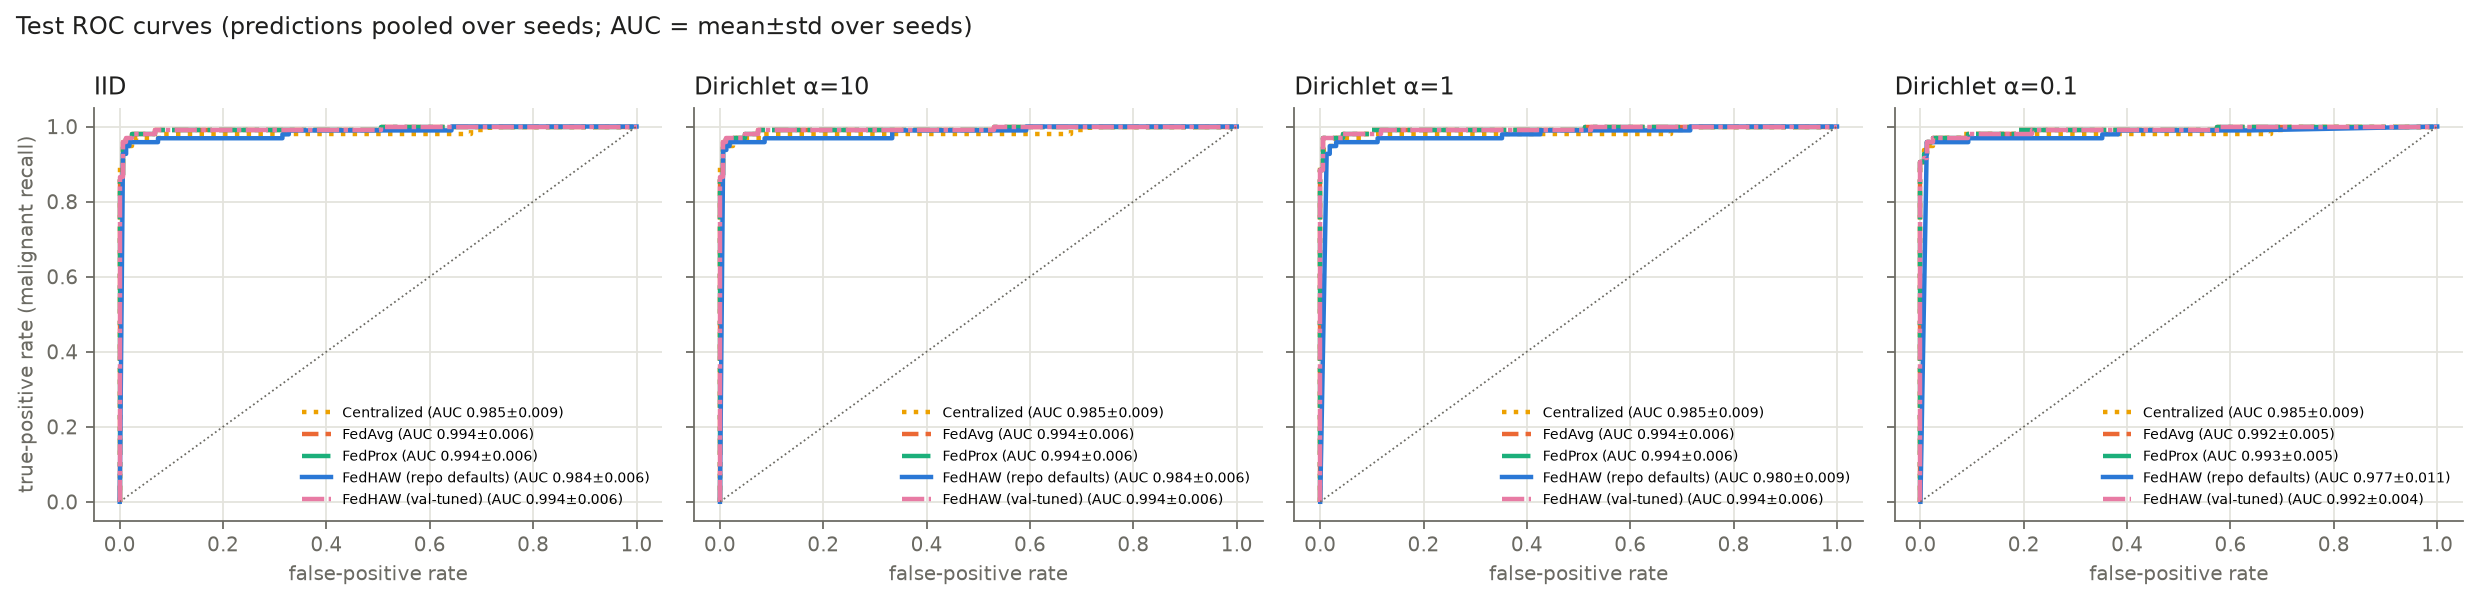 Test ROC curves (predictions pooled over seeds; AUC = mean±std over seeds)
IID
true-positive rate (malignant recall)
1.0
0.8
0.6
0.4
0.2
0.0
Centralized (AUC 0.985±0.009)
FedAvg (AUC 0.994±0.006)
FedProx (AUC 0.994±0.006)
FedHAW (repo defaults) (AUC 0.984±0.006)
FedHAW (val-tuned) (AUC 0.994±0.006)
0.0 0.2 0.4 0.6 0.8 1.0
false-positive rate
Dirichlet α=10
Centralized (AUC 0.985±0.009)
FedAvg (AUC 0.994±0.006)
FedProx (AUC 0.994±0.006)
FedHAW (repo defaults) (AUC 0.984±0.006)
FedHAW (val-tuned) (AUC 0.994±0.006)
0.0 0.2 0.4 0.6 0.8 1.0
false-positive rate
Dirichlet α=1
Centralized (AUC 0.985±0.009)
FedAvg (AUC 0.994±0.006)
FedProx (AUC 0.994±0.006)
FedHAW (repo defaults) (AUC 0.980±0.009)
FedHAW (val-tuned) (AUC 0.994±0.006)
0.0 0.2 0.4 0.6 0.8 1.0
false-positive rate
Dirichlet α=0.1
Centralized (AUC 0.985±0.009)
FedAvg (AUC 0.992±0.005)
FedProx (AUC 0.993±0.005)
FedHAW (repo defaults) (AUC 0.977±0.011)
FedHAW (val-tuned) (AUC 0.992±0.004)
0.0 0.2 0.4 0.6 0.8 1.0
false-positive rate